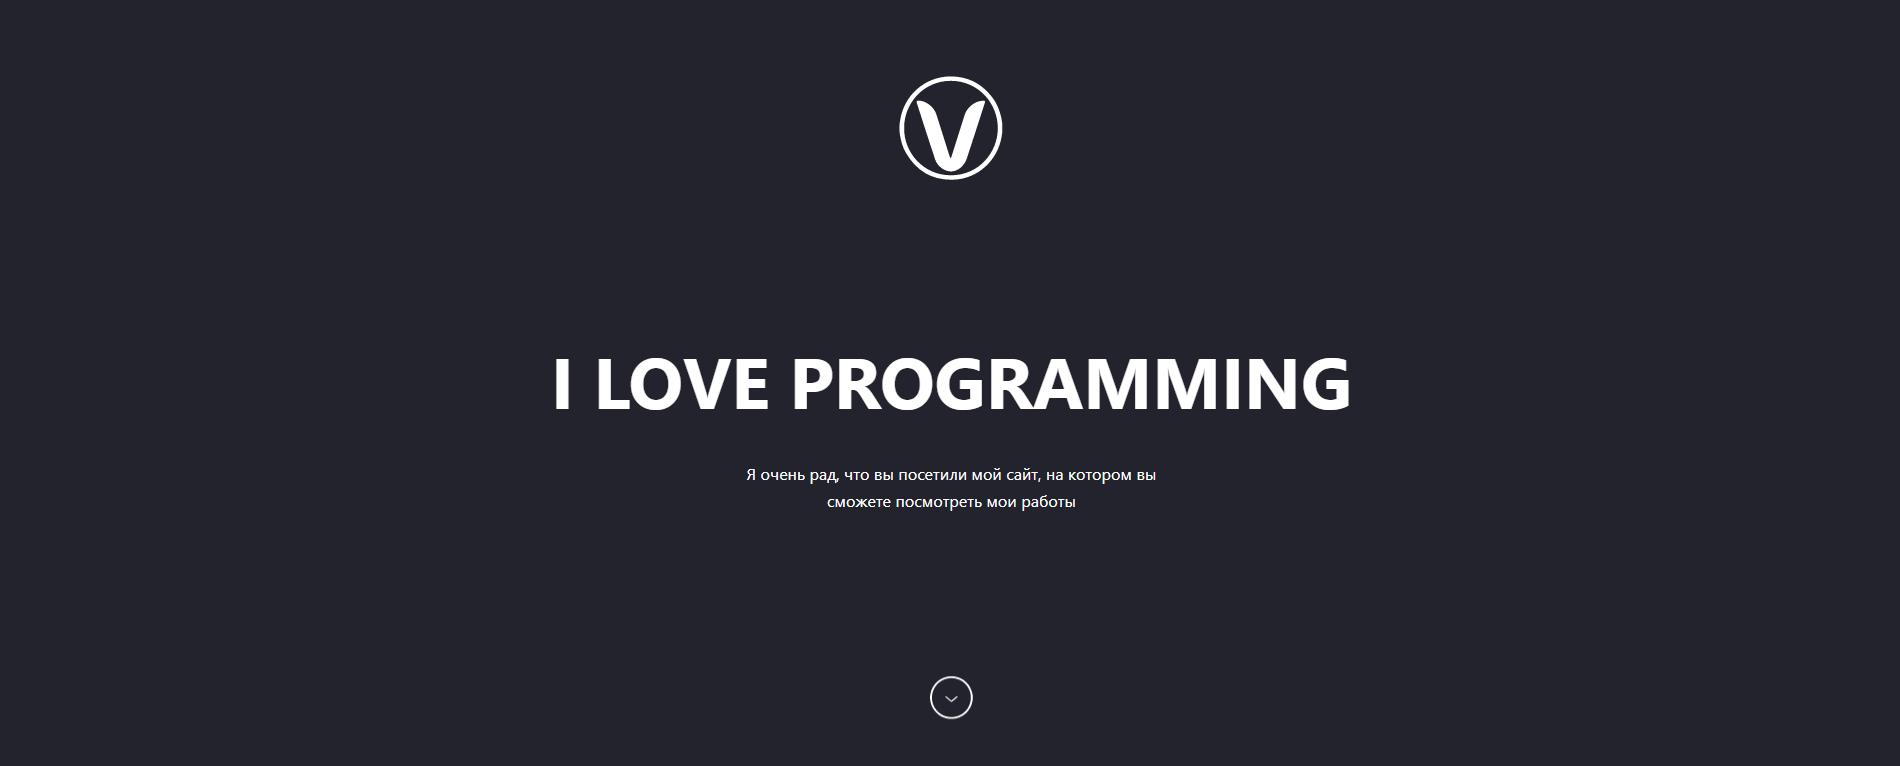 V
I LOVE PROGRAMMING
Я очень рад, что вы посетили мой сайт, на котором вы
сможете посмотреть мои работы